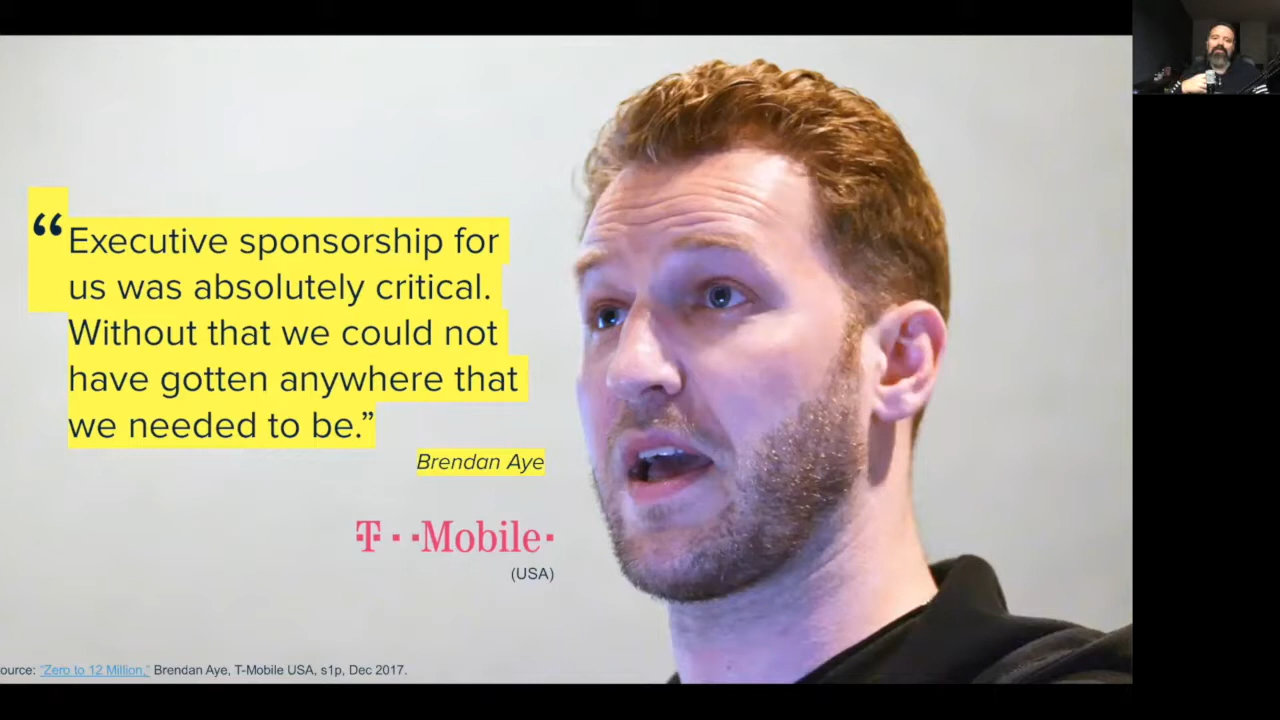 “Executive sponsorship for
us was absolutely critical.
Without that we could not
have gotten anywhere that
we needed to be.”
Brendan Aye
T··Mobile·
(USA)
ource: “Zero to 12 Million,” Brendan Aye, T-Mobile USA, s1p, Dec 2017.